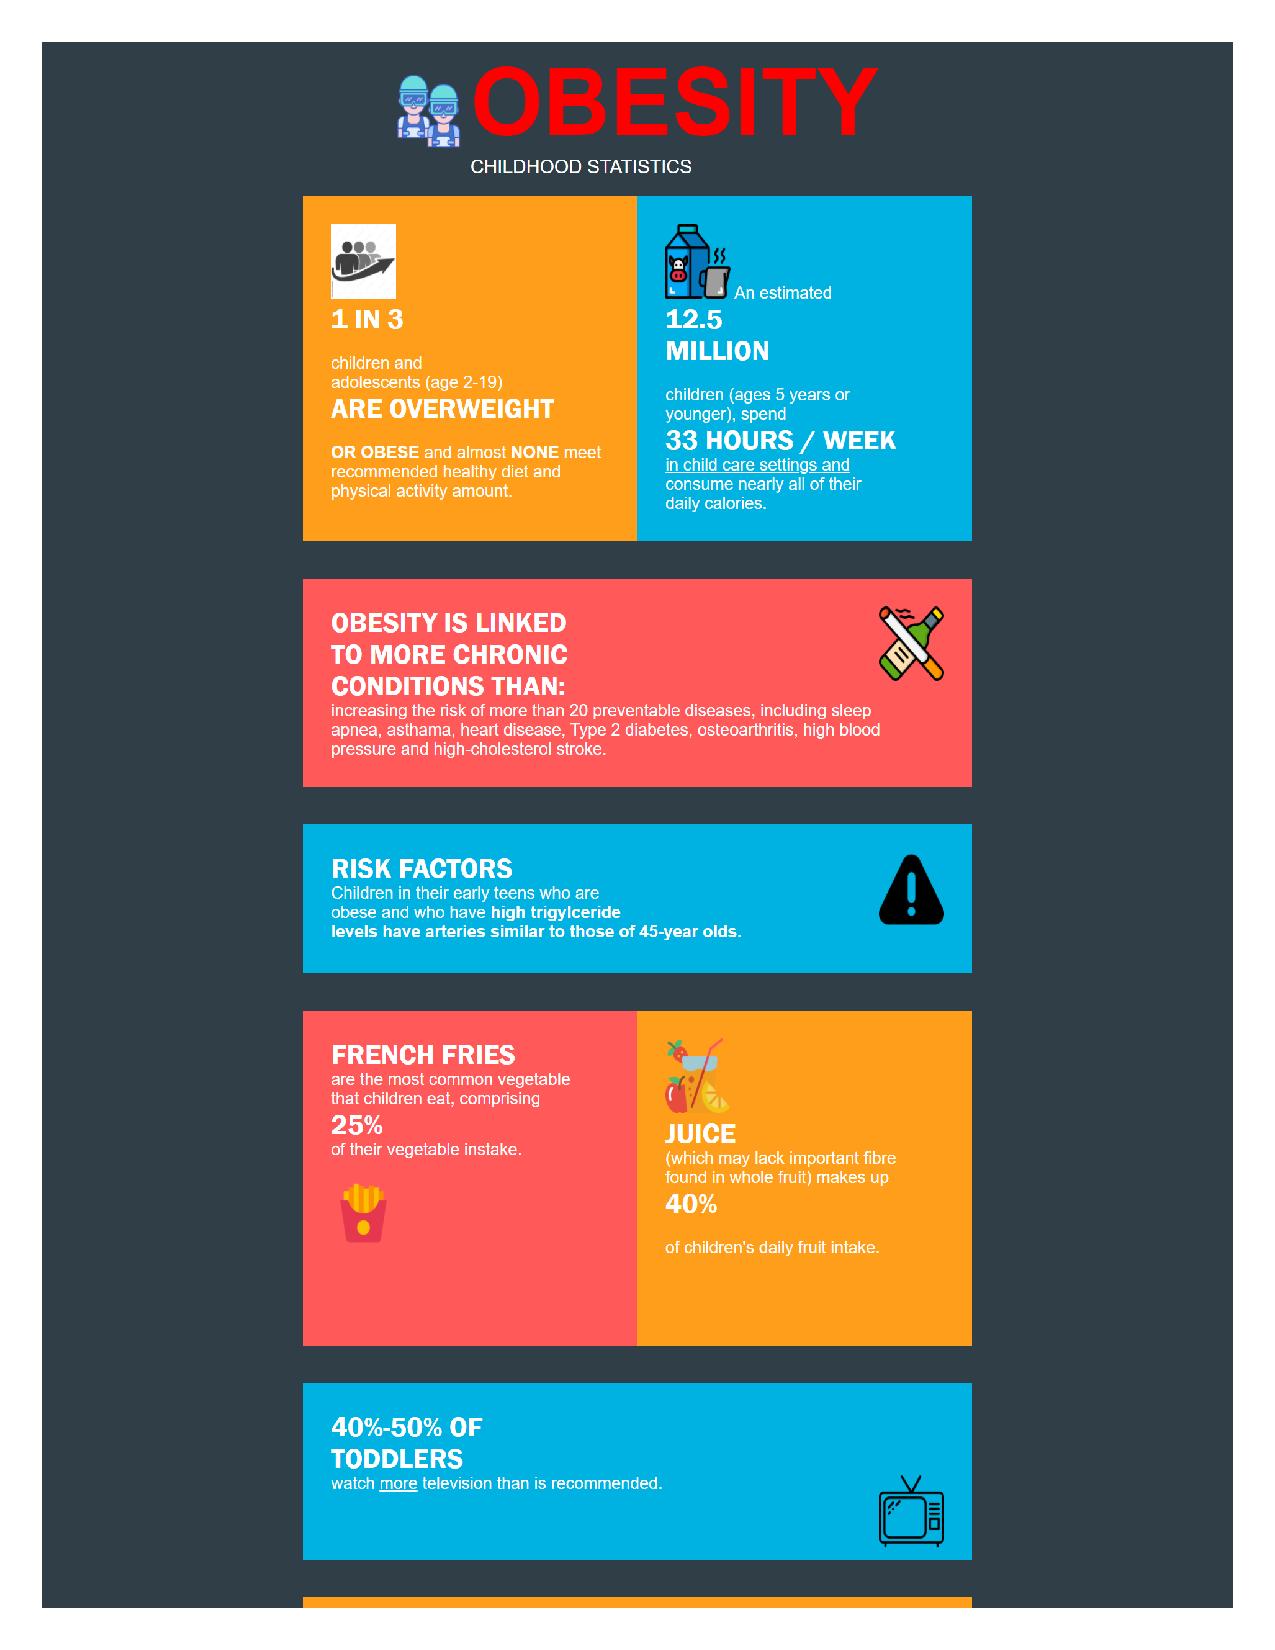 OBESITY
CHILDHOOD STATISTICS
1 IN 3
children and
adolescents (age 2-19)
ARE OVERWEIGHT
OR OBESE and almost NONE meet
recommended healthy diet and
physical activity amount.
An estimated
12.5
MILLION
children (ages 5 years or
younger), spend
33 HOURS / WEEK
in child care settings and
consume nearly all of their
daily calories.
OBESITY IS LINKED
TO MORE CHRONIC
CONDITIONS THAN:
increasing the risk of more than 20 preventable diseases, including sleep
apnea, asthama, heart disease, Type 2 diabetes, osteoarthritis, high blood
pressure and high-cholesterol stroke.
RISK FACTORS
Children in their early teens who are
obese and who have high trigylceride
levels have arteries similar to those of 45-year olds.
FRENCH FRIES
are the most common vegetable
that children eat, comprising
25%
of their vegetable instake.
JUICE
(which may lack important fibre
found in whole fruit) makes up
40%
of children's daily fruit intake.
40%-50% OF
TODDLERS
watch more television than is recommended.